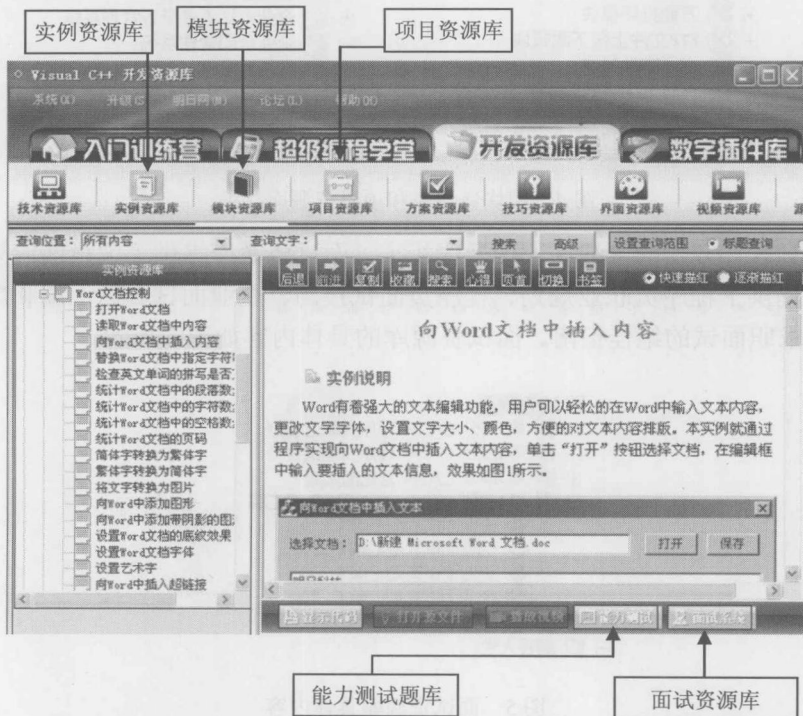 实例资源库
模块资源库
项目资源库
Visual C++ 开发资源库
入门训练营
超级编程学堂
开发资源库
数字插件库
技术资源库
实例资源库
模块资源库
项目资源库
方案资源库
技巧资源库
界面资源库
视频资源库
查询位置：
所有内容
查询文字：
搜索
高级
设置查询范围
标题查询
实例资源库
后退
前进
复制
收藏
搜索
页首
切换
书签
快速描红
逐渐描红
Word文档控制
打开Word文档
读取Word文档中内容
向Word文档中插入内容
替换Word文档中指定字符
检查英文单词的拼写是否
统计Word文档中的段落数
统计Word文档中的字符数
统计Word文档中的空格数
统计Word文档的页码
简体字转换为繁体字
繁体字转换为简体字
将文字转换为图片
向Word中添加图形
向Word中添加带阴影的图
设置Word文档的底纹效果
设置Word文档字体
设置艺术字
向Word中插入超链接
向Word文档中插入内容
实例说明
Word有着强大的文本编辑功能，用户可以轻松的在Word中输入文本内容，
更改文字字体，设置文字大小、颜色，方便的对文本内容排版。本实例就通过
程序实现向Word文档中插入文本内容，单击“打开”按钮选择文档，在编辑框
中输入要插入的文本信息，效果如图1所示。
向Word文档中插入文本
选择文档：
D:\新建 Microsoft Word 文档.doc
打开
保存
能力测试
能力测试题库
面试资源库